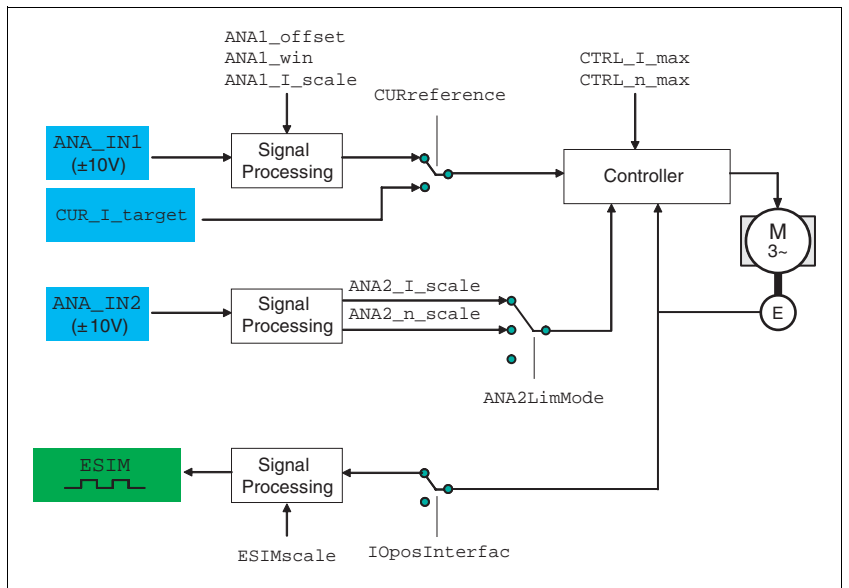 ANA1_offset
ANA1_win
ANA1_I_scale
CURreference
CTRL_I_max
CTRL_n_max
ANA_IN1
(±10V)
Signal
Processing
Controller
CUR_I_target
M
3~
E
ANA_IN2
(±10V)
Signal
Processing
ANA2_I_scale
ANA2_n_scale
ANA2LimMode
ESIM
Signal
Processing
ESIMscale
IOposInterfac